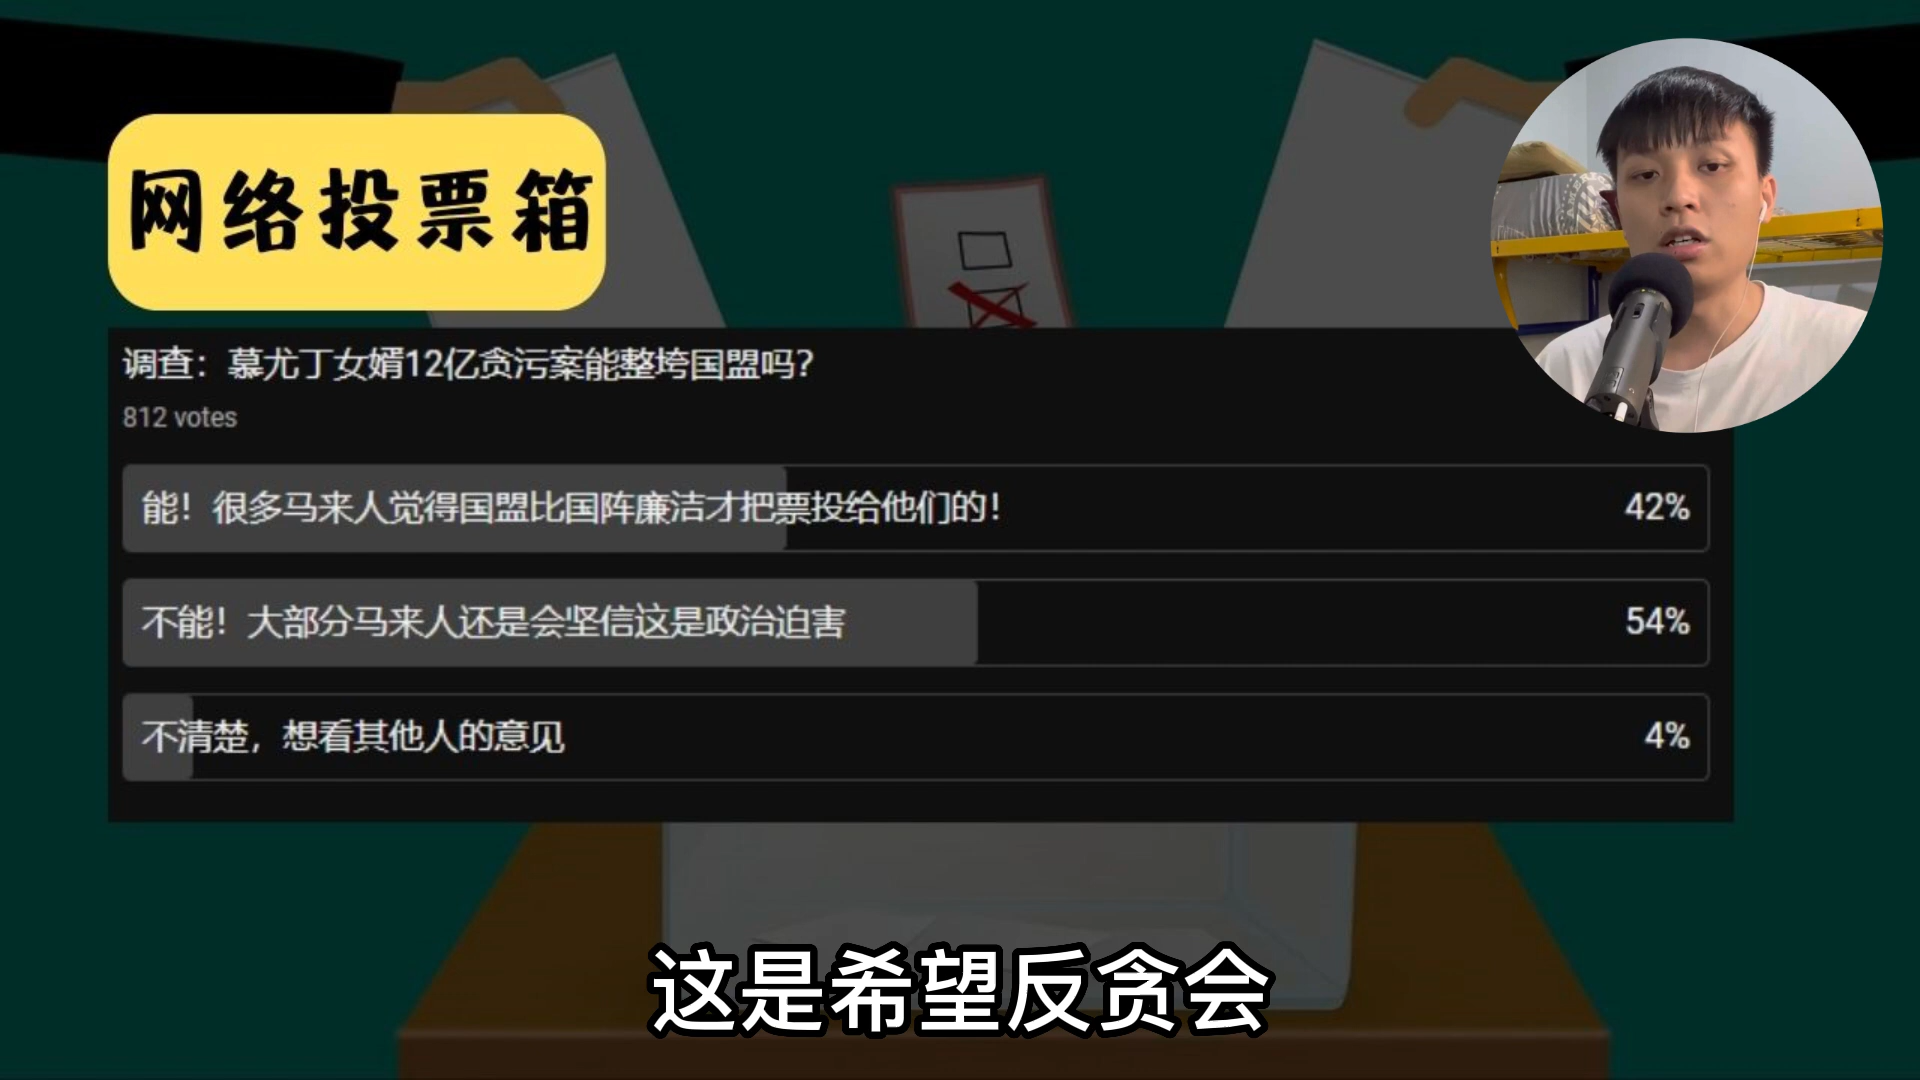 网络投票箱
调查：慕尤丁女婿12亿贪污案能整垮国盟吗？
812 votes
能！很多马来人觉得国盟比国阵廉洁才把票投给他们的！
42%
不能！大部分马来人还是会坚信这是政治迫害
54%
不清楚，想看其他人的意见
4%
这是希望反贪会